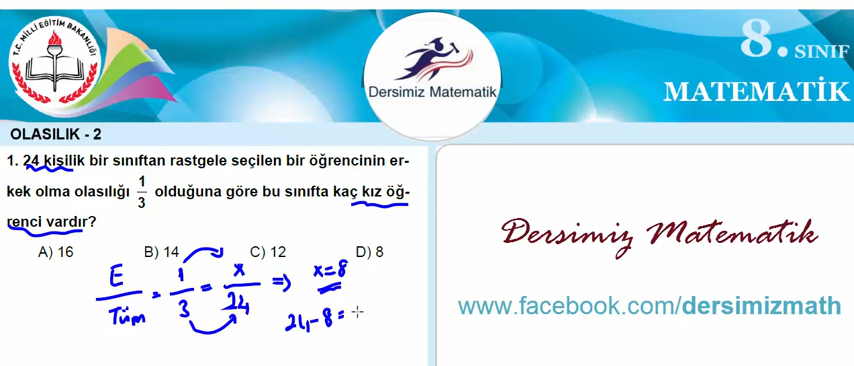 T.C. MİLLİ EĞİTİM BAKANLIĞI
Dersimiz Matematik
8. SINIF
MATEMATİK
OLASILIK - 2
1. 24 kişilik bir sınıftan rastgele seçilen bir öğrencinin er-
kek olma olasılığı 1/3 olduğuna göre bu sınıfta kaç kız öğ-
renci vardır?
A) 16 B) 14 C) 12 D) 8
E/Tüm = 1/3 = x/24 => x=8
24-8=
Dersimiz Matematik
www.facebook.com/dersimizmath